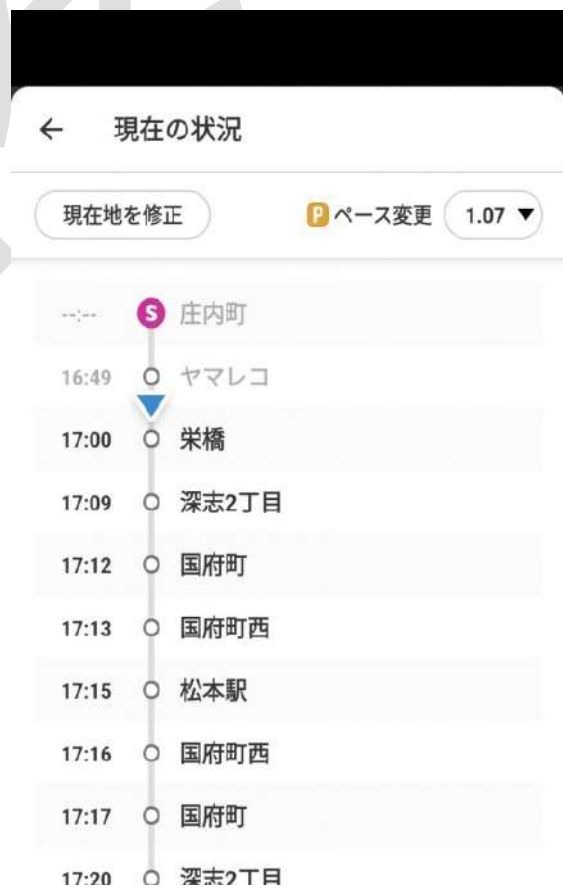 ← 現在の状況
現在地を修正 P ペース変更 1.07 ▼
--:-- S 庄内町
16:49 ヤマレコ
17:00 栄橋
17:09 深志2丁目
17:12 国府町
17:13 国府町西
17:15 松本駅
17:16 国府町西
17:17 国府町
17:20 深志2丁目